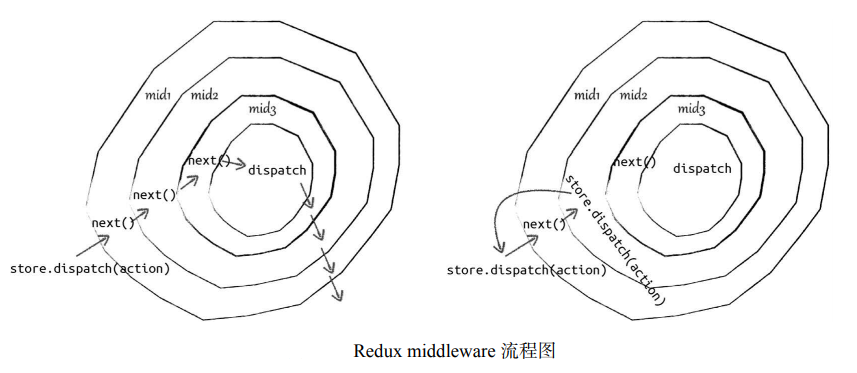 mid1
mid2
mid3
next()
dispatch
next()
next()
store.dispatch(action)
mid1
mid2
mid3
next()
dispatch
store.dispatch(action)
next()
store.dispatch(action)
Redux middleware 流程图